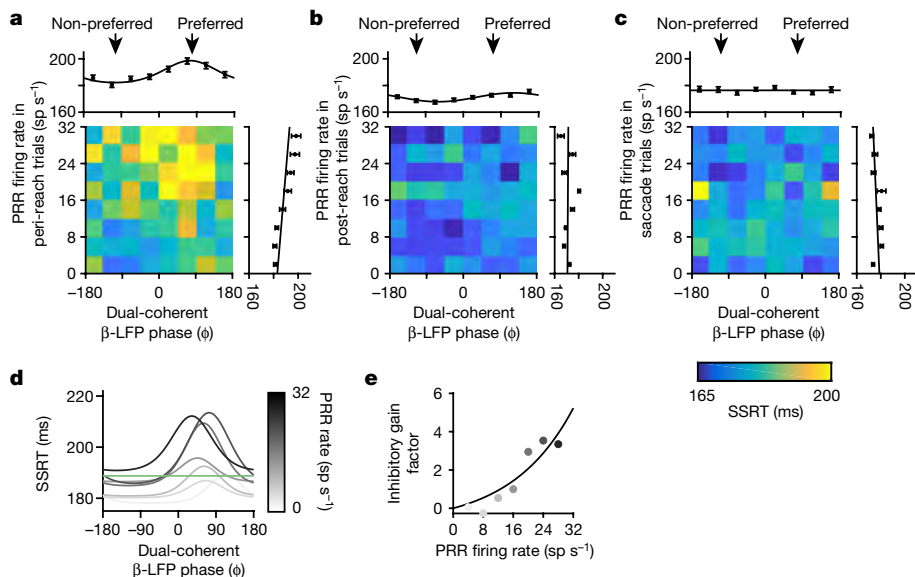 a
Non-preferred Preferred
200
160
PRR firing rate in
peri-reach trials (sp s⁻¹)
32
24
16
8
0
−180 0 180
160 200
Dual-coherent
β-LFP phase (ϕ)
b
Non-preferred Preferred
200
160
PRR firing rate in
post-reach trials (sp s⁻¹)
32
24
16
8
0
−180 0 180
160 200
Dual-coherent
β-LFP phase (ϕ)
c
Non-preferred Preferred
200
160
PRR firing rate in
saccade trials (sp s⁻¹)
32
24
16
8
0
−180 0 180
160 200
Dual-coherent
β-LFP phase (ϕ)
165 200
SSRT (ms)
d
SSRT (ms)
220
200
180
−180 −90 0 90 180
Dual-coherent
β-LFP phase (ϕ)
32
0
PRR rate (sp s⁻¹)
e
Inhibitory gain
factor
6
4
2
0
0 8 16 24 32
PRR firing rate (sp s⁻¹)